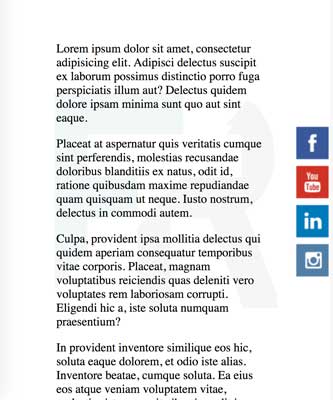 Lorem ipsum dolor sit amet, consectetur
adipisicing elit. Adipisci delectus suscipit
ex laborum possimus distinctio porro fuga
perspiciatis illum aut? Delectus quidem
dolore ipsam minima sunt quo aut sint
eaque.
Placeat at aspernatur quis veritatis cumque
sint perferendis, molestias recusandae
doloribus blanditiis ex natus, odit id,
ratione quibusdam maxime repudiandae
quam quisquam ut neque. Iusto nostrum,
delectus in commodi autem.
Culpa, provident ipsa mollitia delectus qui
quidem aperiam consequatur temporibus
vitae corporis. Placeat, magnam
voluptatibus reiciendis quas deleniti vero
voluptates rem laboriosam corrupti.
Eligendi hic a, iste soluta numquam
praesentium?
In provident inventore similique eos hic,
soluta eaque dolorem, et odio iste alias.
Inventore beatae, cumque soluta. Ea eius
eos atque veniam voluptatem vitae,
f
You
Tube
in